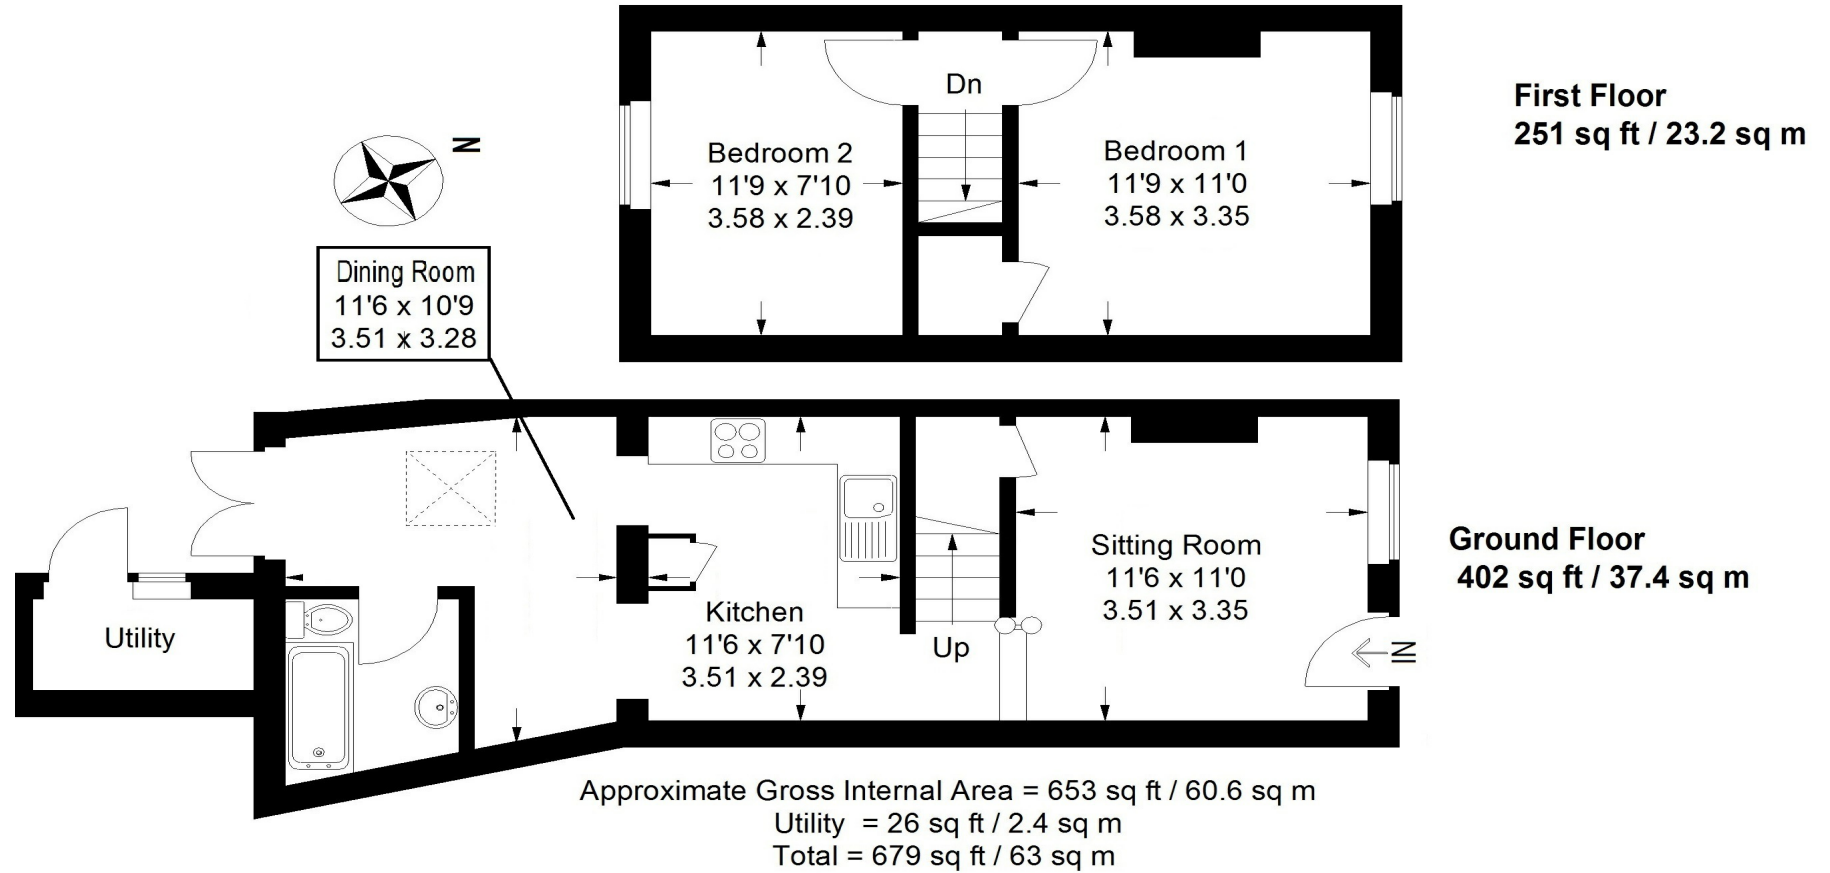 Dn
First Floor
251 sq ft / 23.2 sq m
N
Bedroom 2
11'9 x 7'10
3.58 x 2.39
Bedroom 1
11'9 x 11'0
3.58 x 3.35
Dining Room
11'6 x 10'9
3.51 x 3.28
Sitting Room
11'6 x 11'0
3.51 x 3.35
Ground Floor
402 sq ft / 37.4 sq m
Utility
Kitchen
11'6 x 7'10
3.51 x 2.39
Up
IN
Approximate Gross Internal Area = 653 sq ft / 60.6 sq m
Utility = 26 sq ft / 2.4 sq m
Total = 679 sq ft / 63 sq m